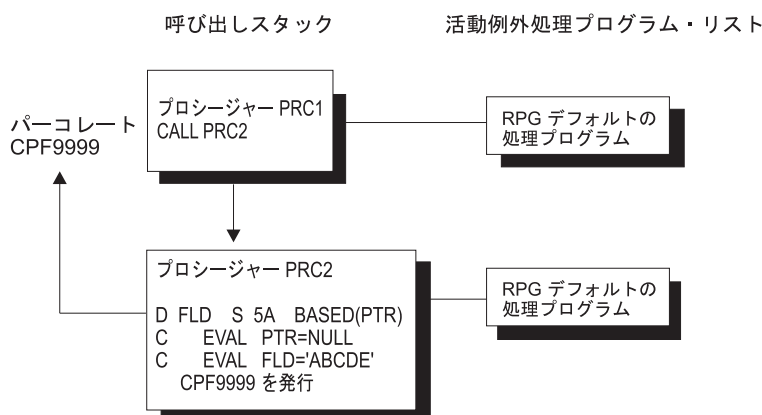 呼び出しスタック
活動例外処理プログラム・リスト
パーコレート
CPF9999
プロシージャー PRC1
CALL PRC2
RPG デフォルトの
処理プログラム
プロシージャー PRC2
D FLD S 5A BASED(PTR)
C EVAL PTR=NULL
C EVAL FLD='ABCDE'
CPF9999 を発行
RPG デフォルトの
処理プログラム